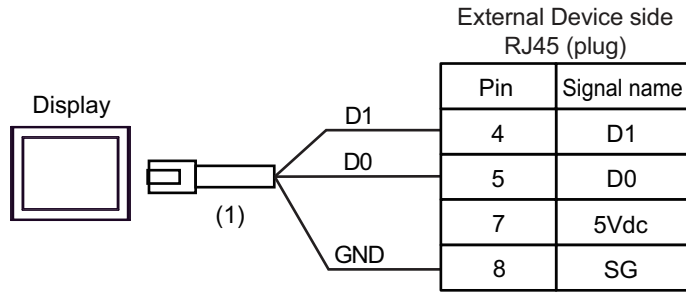 External Device side
RJ45 (plug)
Pin Signal name
Display
D1
4 D1
D0
5 D0
(1)
7 5Vdc
GND
8 SG